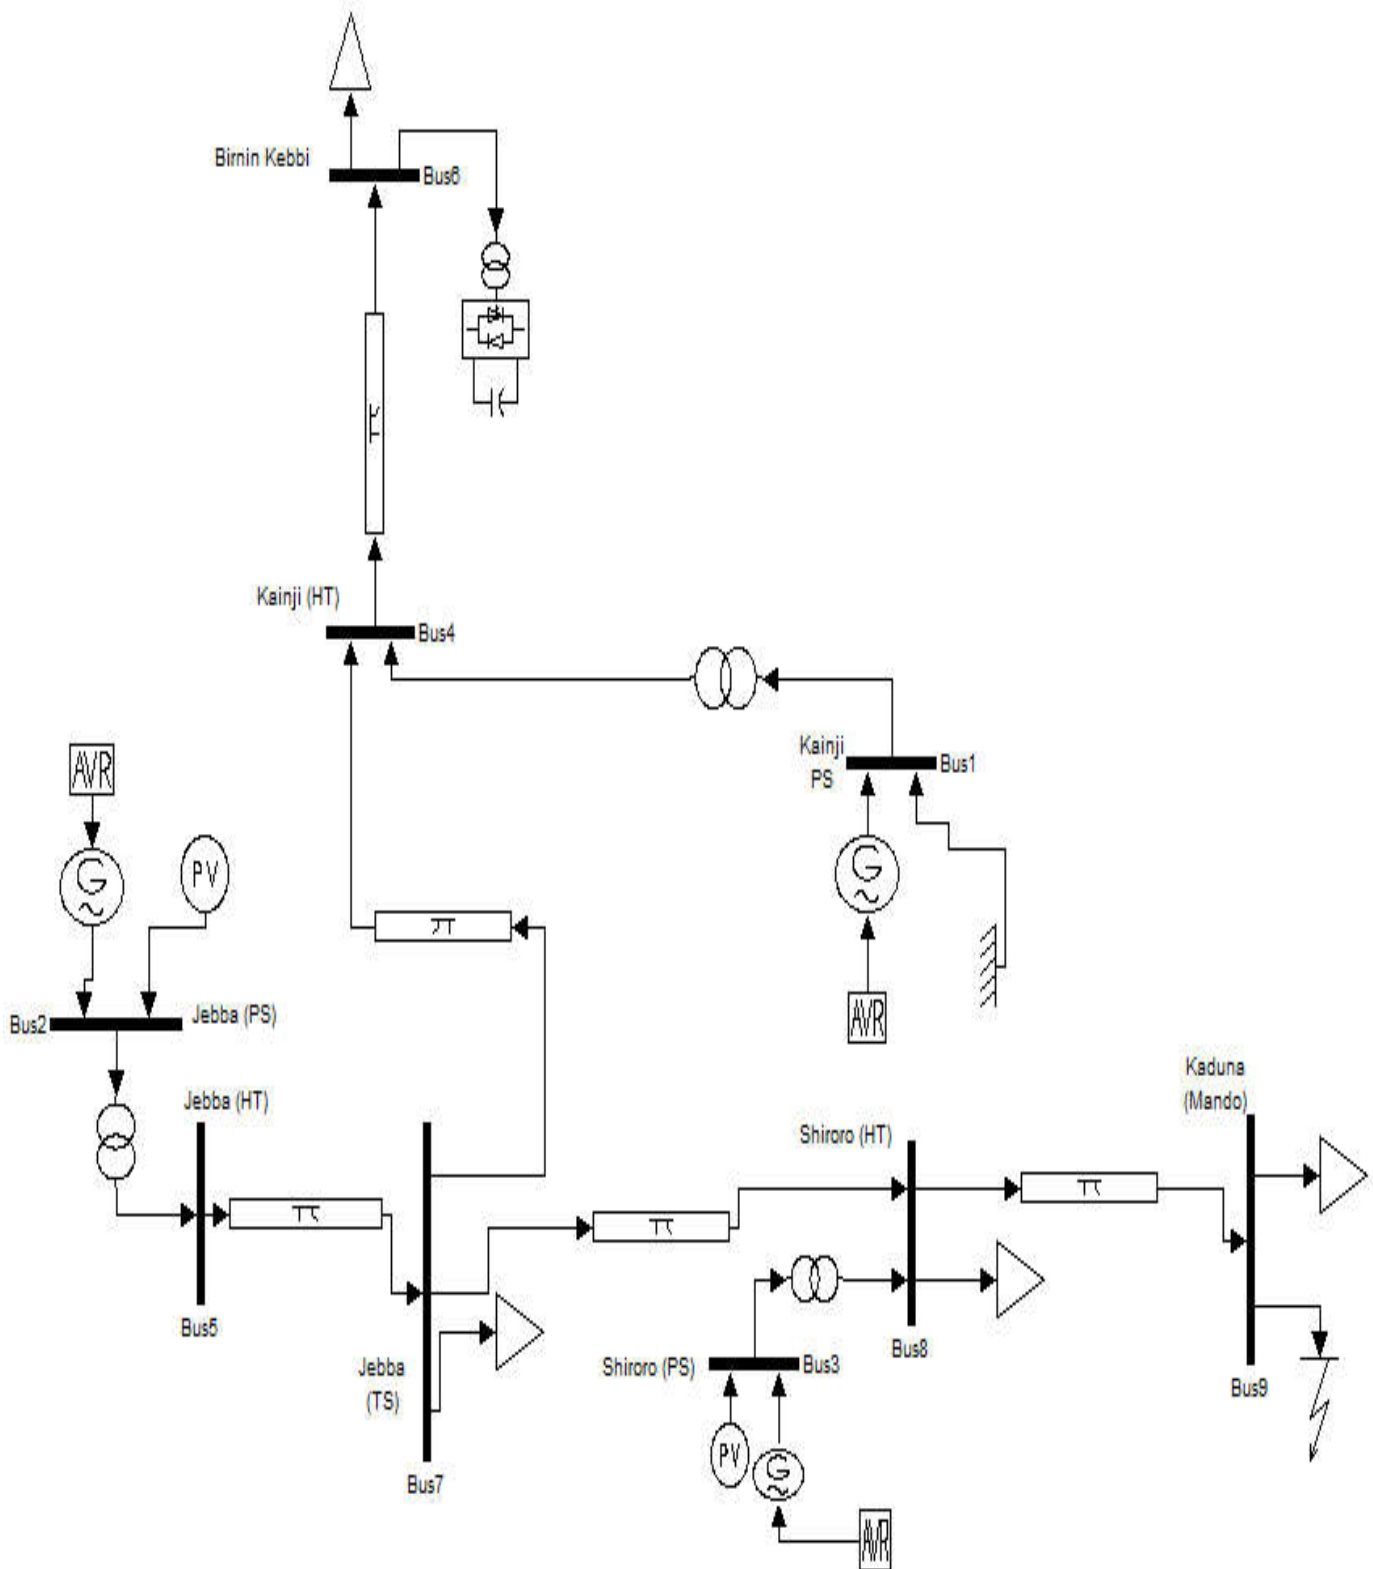 Birnin Kebbi
Bus6
Kainji (HT)
Bus4
Kainji
PS
Bus1
AVR
G
PV
G
AVR
Bus2
Jebba (PS)
Jebba (HT)
Bus5
Jebba
(TS)
Bus7
Shiroro (HT)
Bus8
Kaduna
(Mando)
Bus9
Shiroro (PS)
Bus3
PV
G
AVR